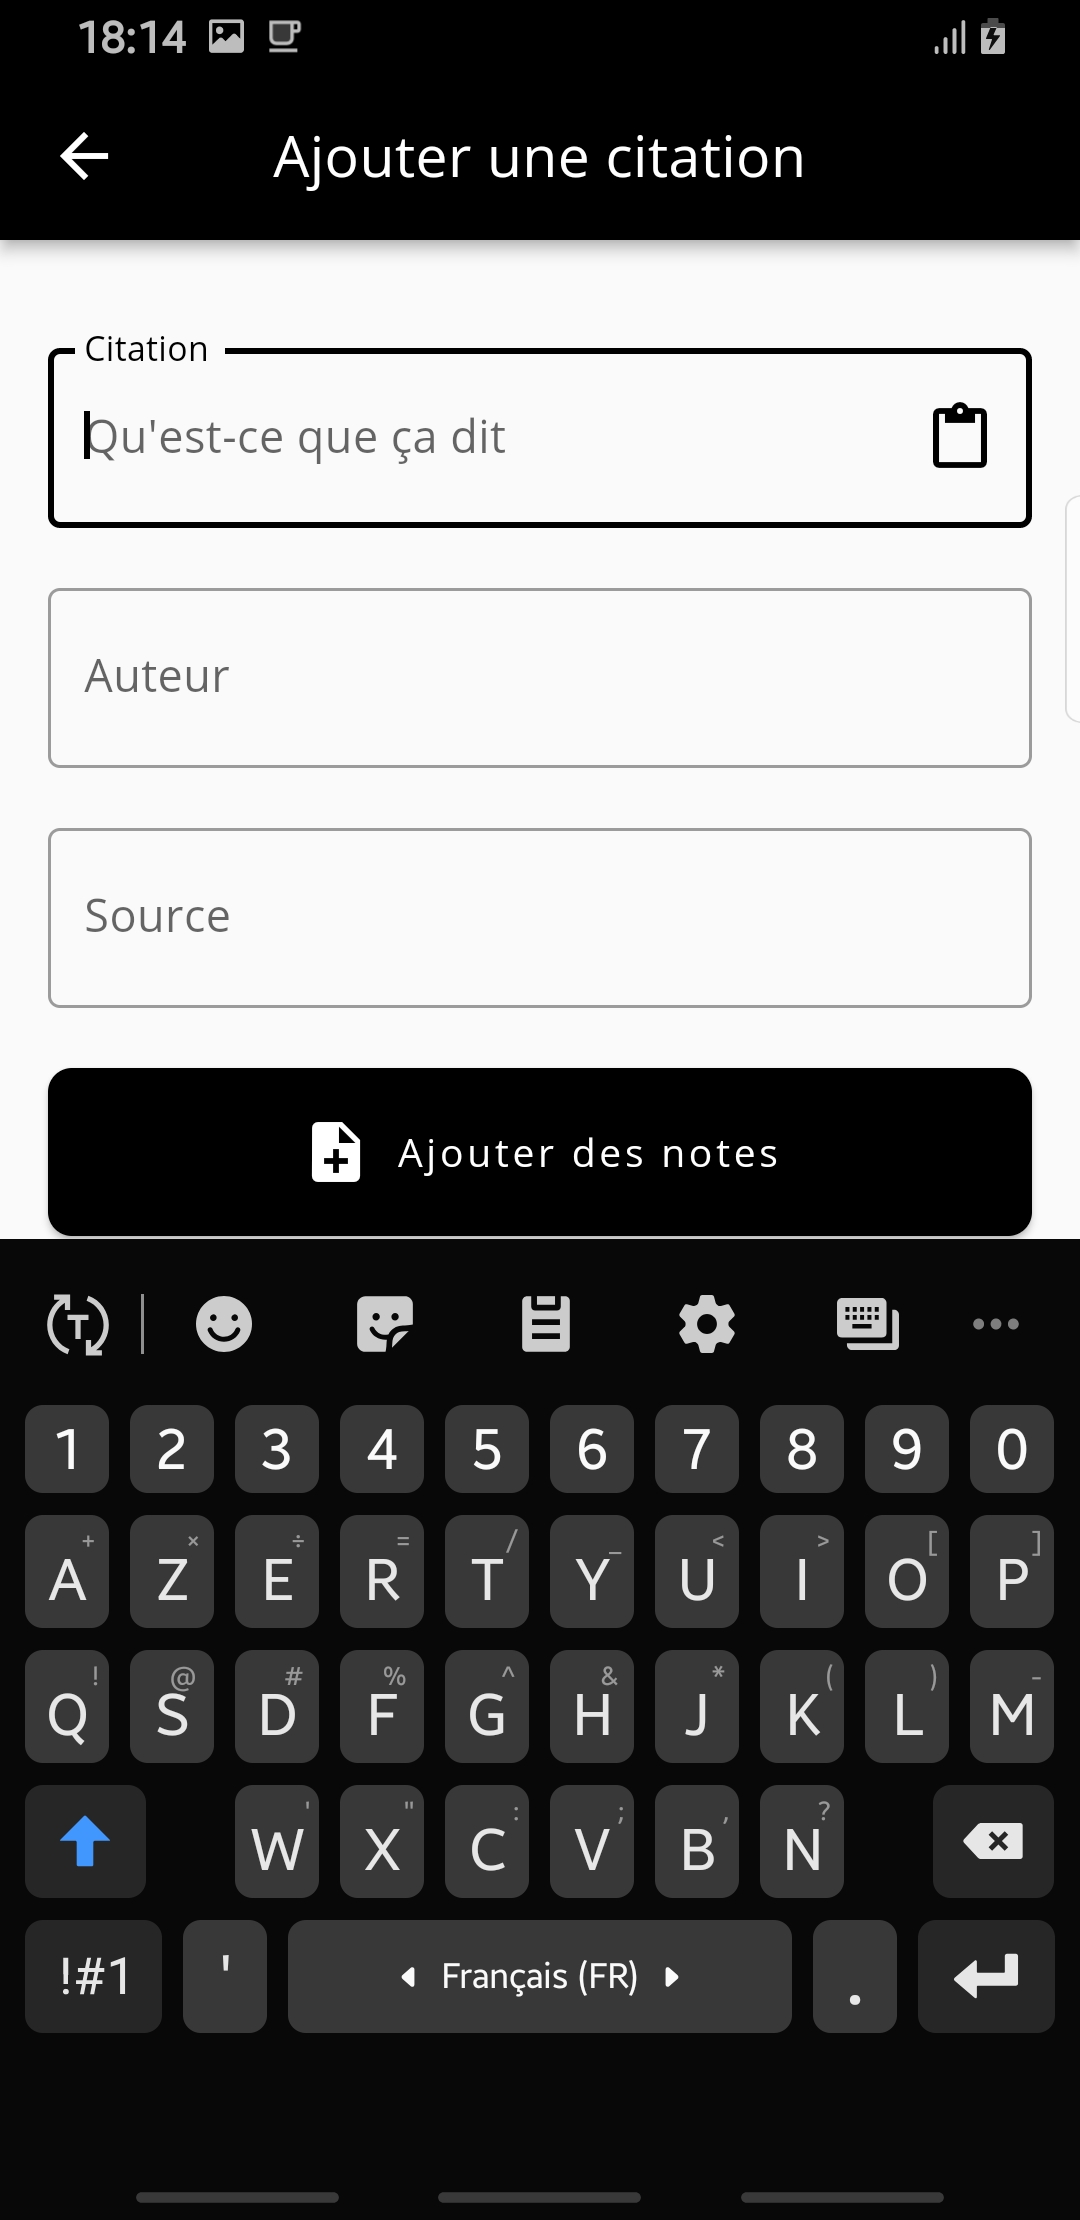 18:14
Ajouter une citation
Citation
Qu'est-ce que ça dit
Auteur
Source
Ajouter des notes
T
1 2 3 4 5 6 7 8 9 0
+ × ÷ = / _ < > [ ]
A Z E R T Y U I O P
! @ # % ^ & * ( ) -
Q S D F G H J K L M
' " : ; , ?
W X C V B N
!#1 ' Français (FR) .